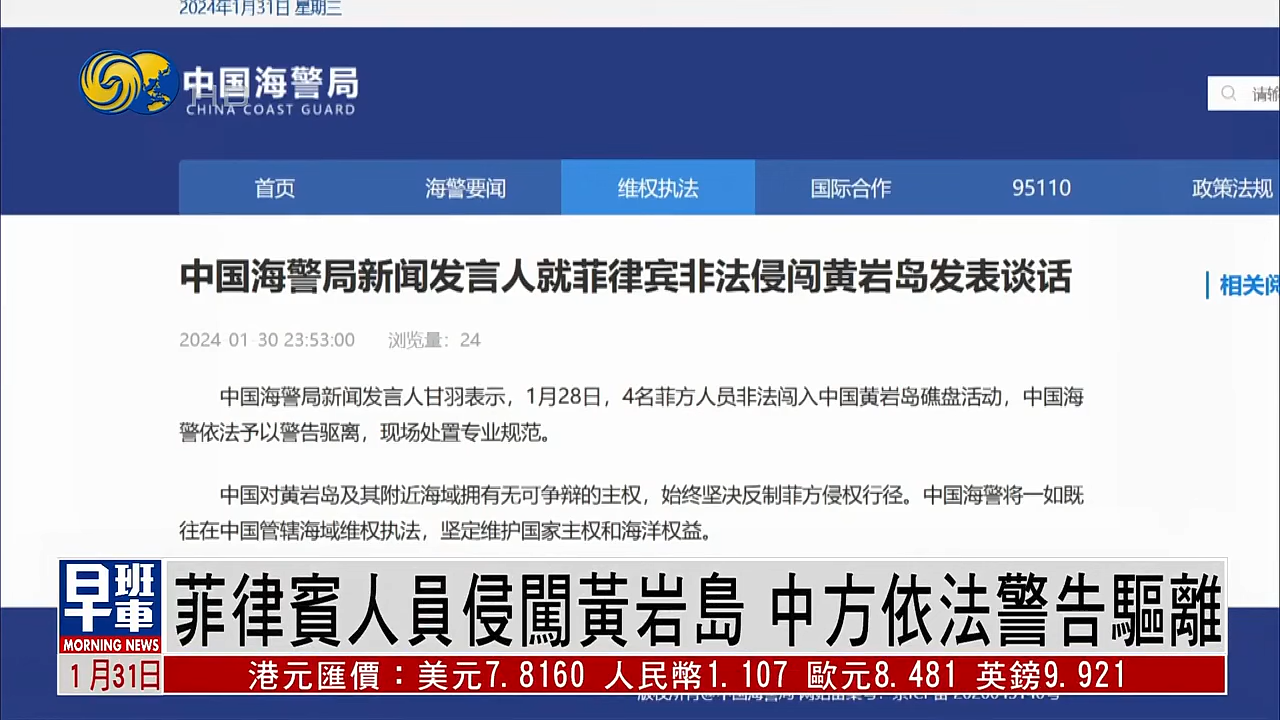 2024年1月31日 星期三
中国海警局
CHINA COAST GUARD
请输
首页 海警要闻 维权执法 国际合作 95110 政策法规
中国海警局新闻发言人就菲律宾非法侵闯黄岩岛发表谈话
相关阅
2024-01-30 23:53:00 浏览量：24
中国海警局新闻发言人甘羽表示，1月28日，4名菲方人员非法闯入中国黄岩岛礁盘活动，中国海
警依法予以警告驱离，现场处置专业规范。
中国对黄岩岛及其附近海域拥有无可争辩的主权，始终坚决反制菲方侵权行径。中国海警将一如既
往在中国管辖海域维权执法，坚定维护国家主权和海洋权益。
早班車
MORNING NEWS
菲律賓人員侵闖黃岩島 中方依法警告驅離
1月31日
港元匯價：美元7.8160 人民幣1.107 歐元8.481 英鎊9.921